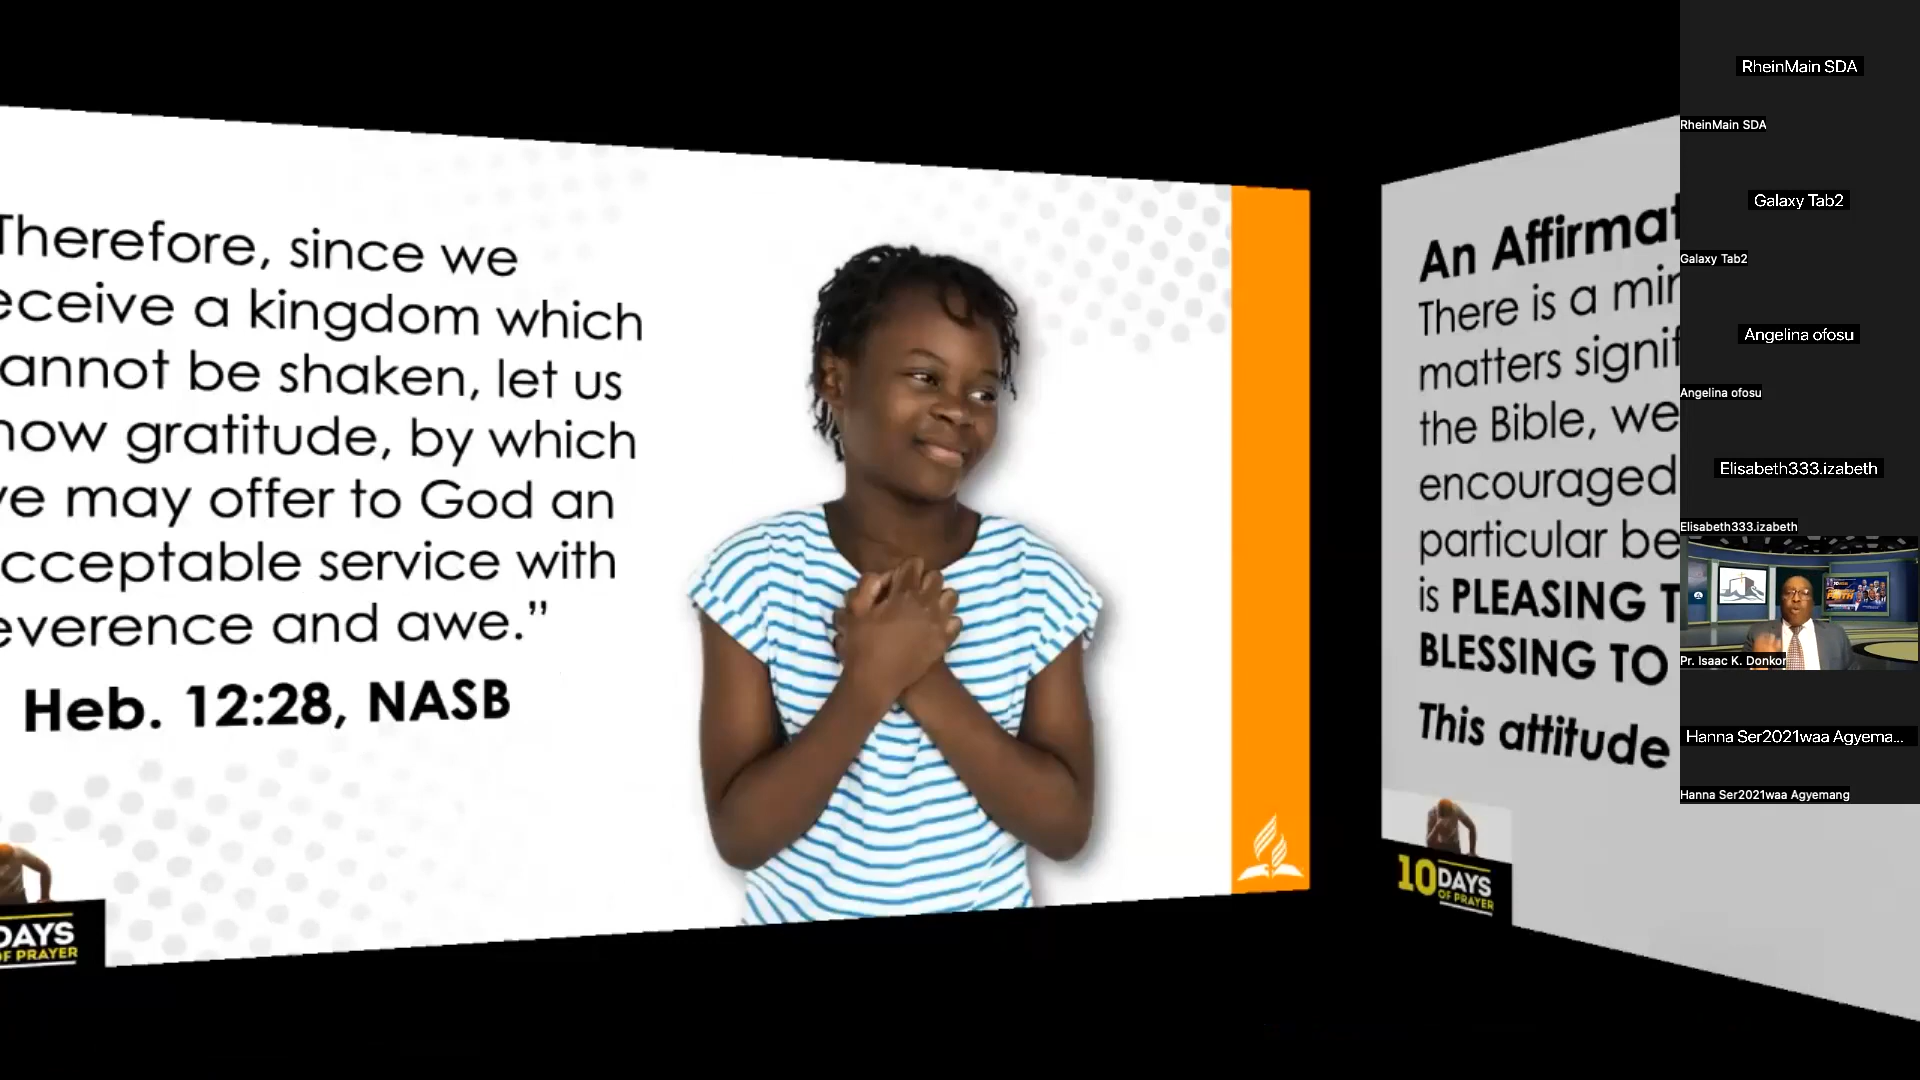 Therefore, since we
eceive a kingdom which
annot be shaken, let us
how gratitude, by which
ve may offer to God an
cceptable service with
everence and awe.”
Heb. 12:28, NASB
DAYS
OF PRAYER
An Affirmat
There is a min
matters signif
the Bible, we
encouraged
particular be
is PLEASING T
BLESSING TO
This attitude
10 DAYS
OF PRAYER
RheinMain SDA
RheinMain SDA
Galaxy Tab2
Galaxy Tab2
Angelina ofosu
Angelina ofosu
Elisabeth333.izabeth
Elisabeth333.izabeth
Pr. Isaac K. Donkor
Hanna Ser2021waa Agyema...
Hanna Ser2021waa Agyemang